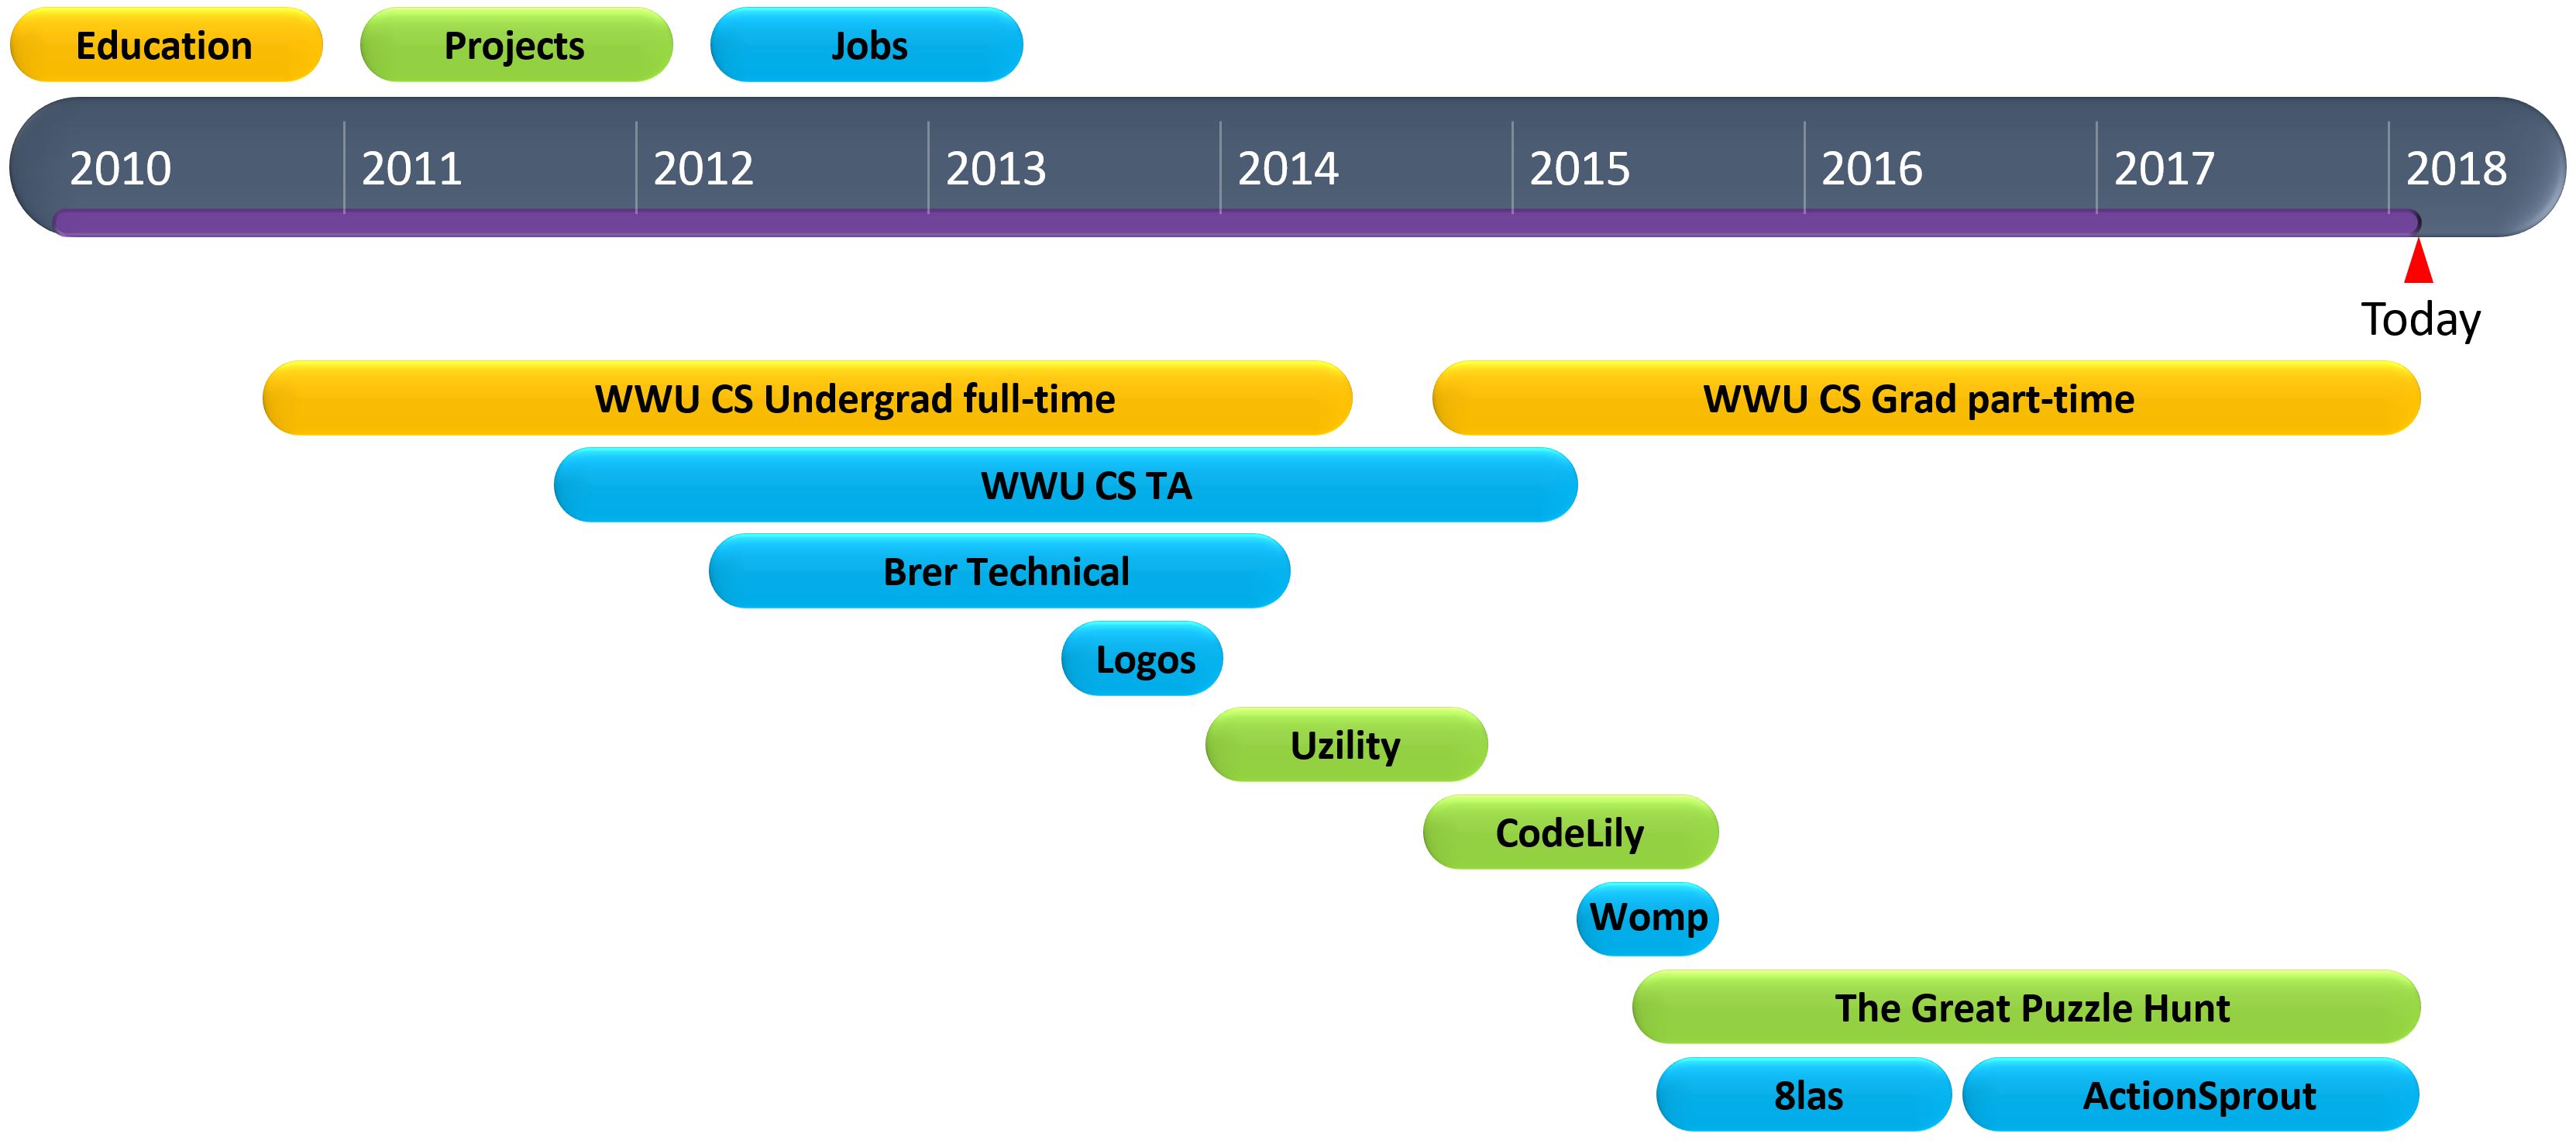 Education Projects Jobs
2010 2011 2012 2013 2014 2015 2016 2017 2018
Today
WWU CS Undergrad full-time WWU CS Grad part-time
WWU CS TA
Brer Technical
Logos
Uzility
CodeLily
Womp
The Great Puzzle Hunt
8las ActionSprout